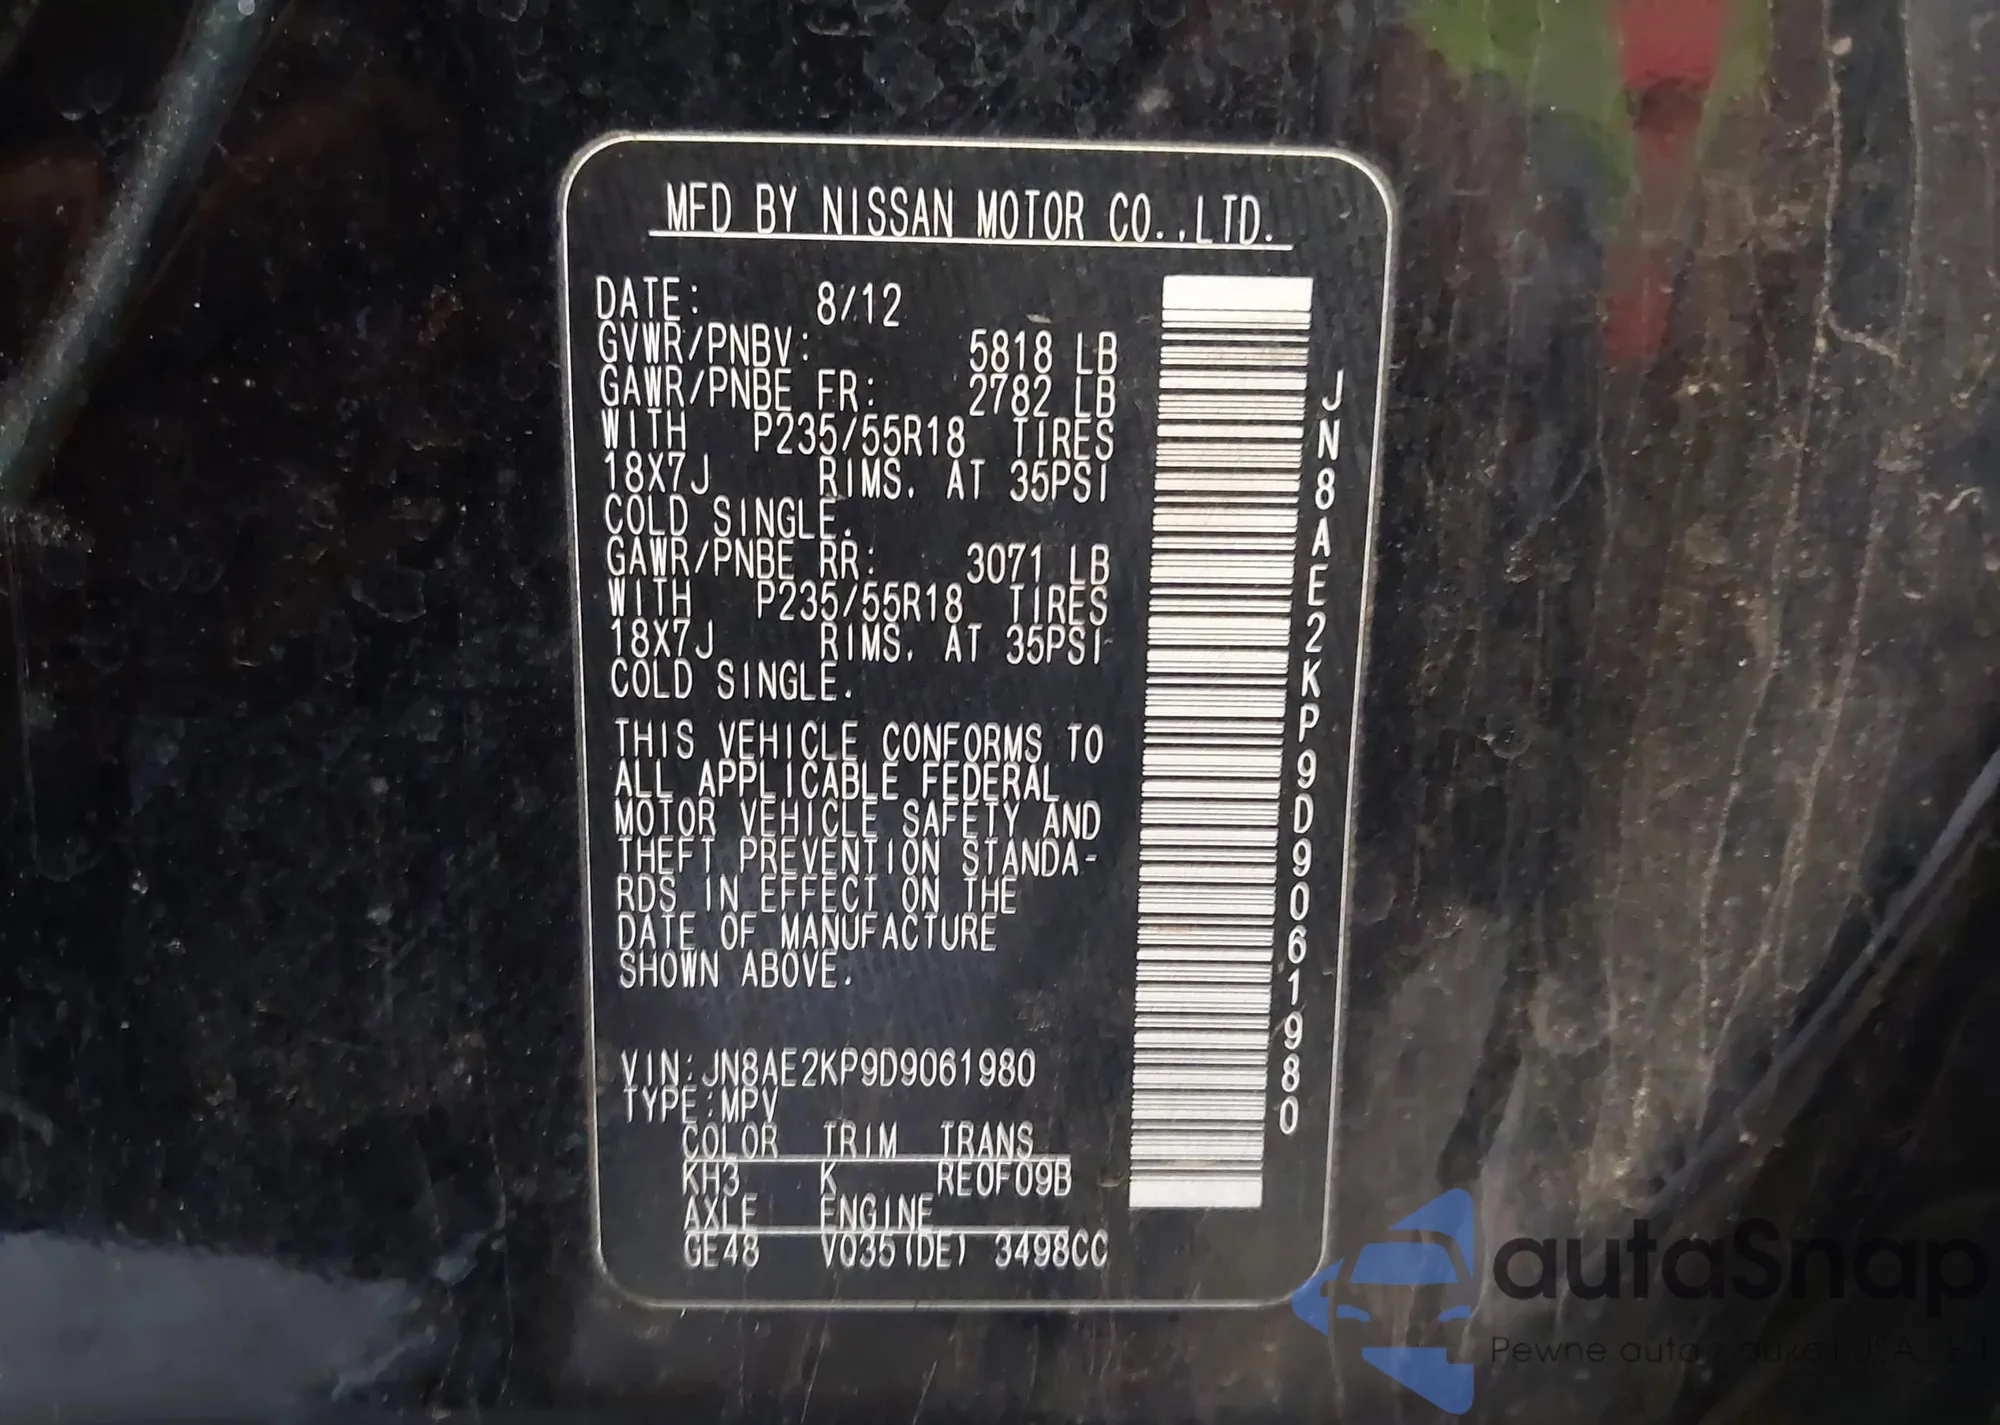 MFD BY NISSAN MOTOR CO.,LTD.
DATE: 8/12
GVWR/PNBV: 5818 LB
GAWR/PNBE FR: 2782 LB
WITH P235/55R18 TIRES
18X7J RIMS. AT 35PSI
COLD SINGLE.
GAWR/PNBE RR: 3071 LB
WITH P235/55R18 TIRES
18X7J RIMS. AT 35PSI
COLD SINGLE.
THIS VEHICLE CONFORMS TO
ALL APPLICABLE FEDERAL
MOTOR VEHICLE SAFETY AND
THEFT PREVENTION STANDA-
RDS IN EFFECT ON THE
DATE OF MANUFACTURE
SHOWN ABOVE.
VIN:JN8AE2KP9D9061980
TYPE:MPV
COLOR TRIM TRANS
KH3 K RE0F09B
AXLE ENGINE
GE48 VQ35(DE) 3498CC
JN8AE2KP9D9061980
autaSnap
Pewne auta